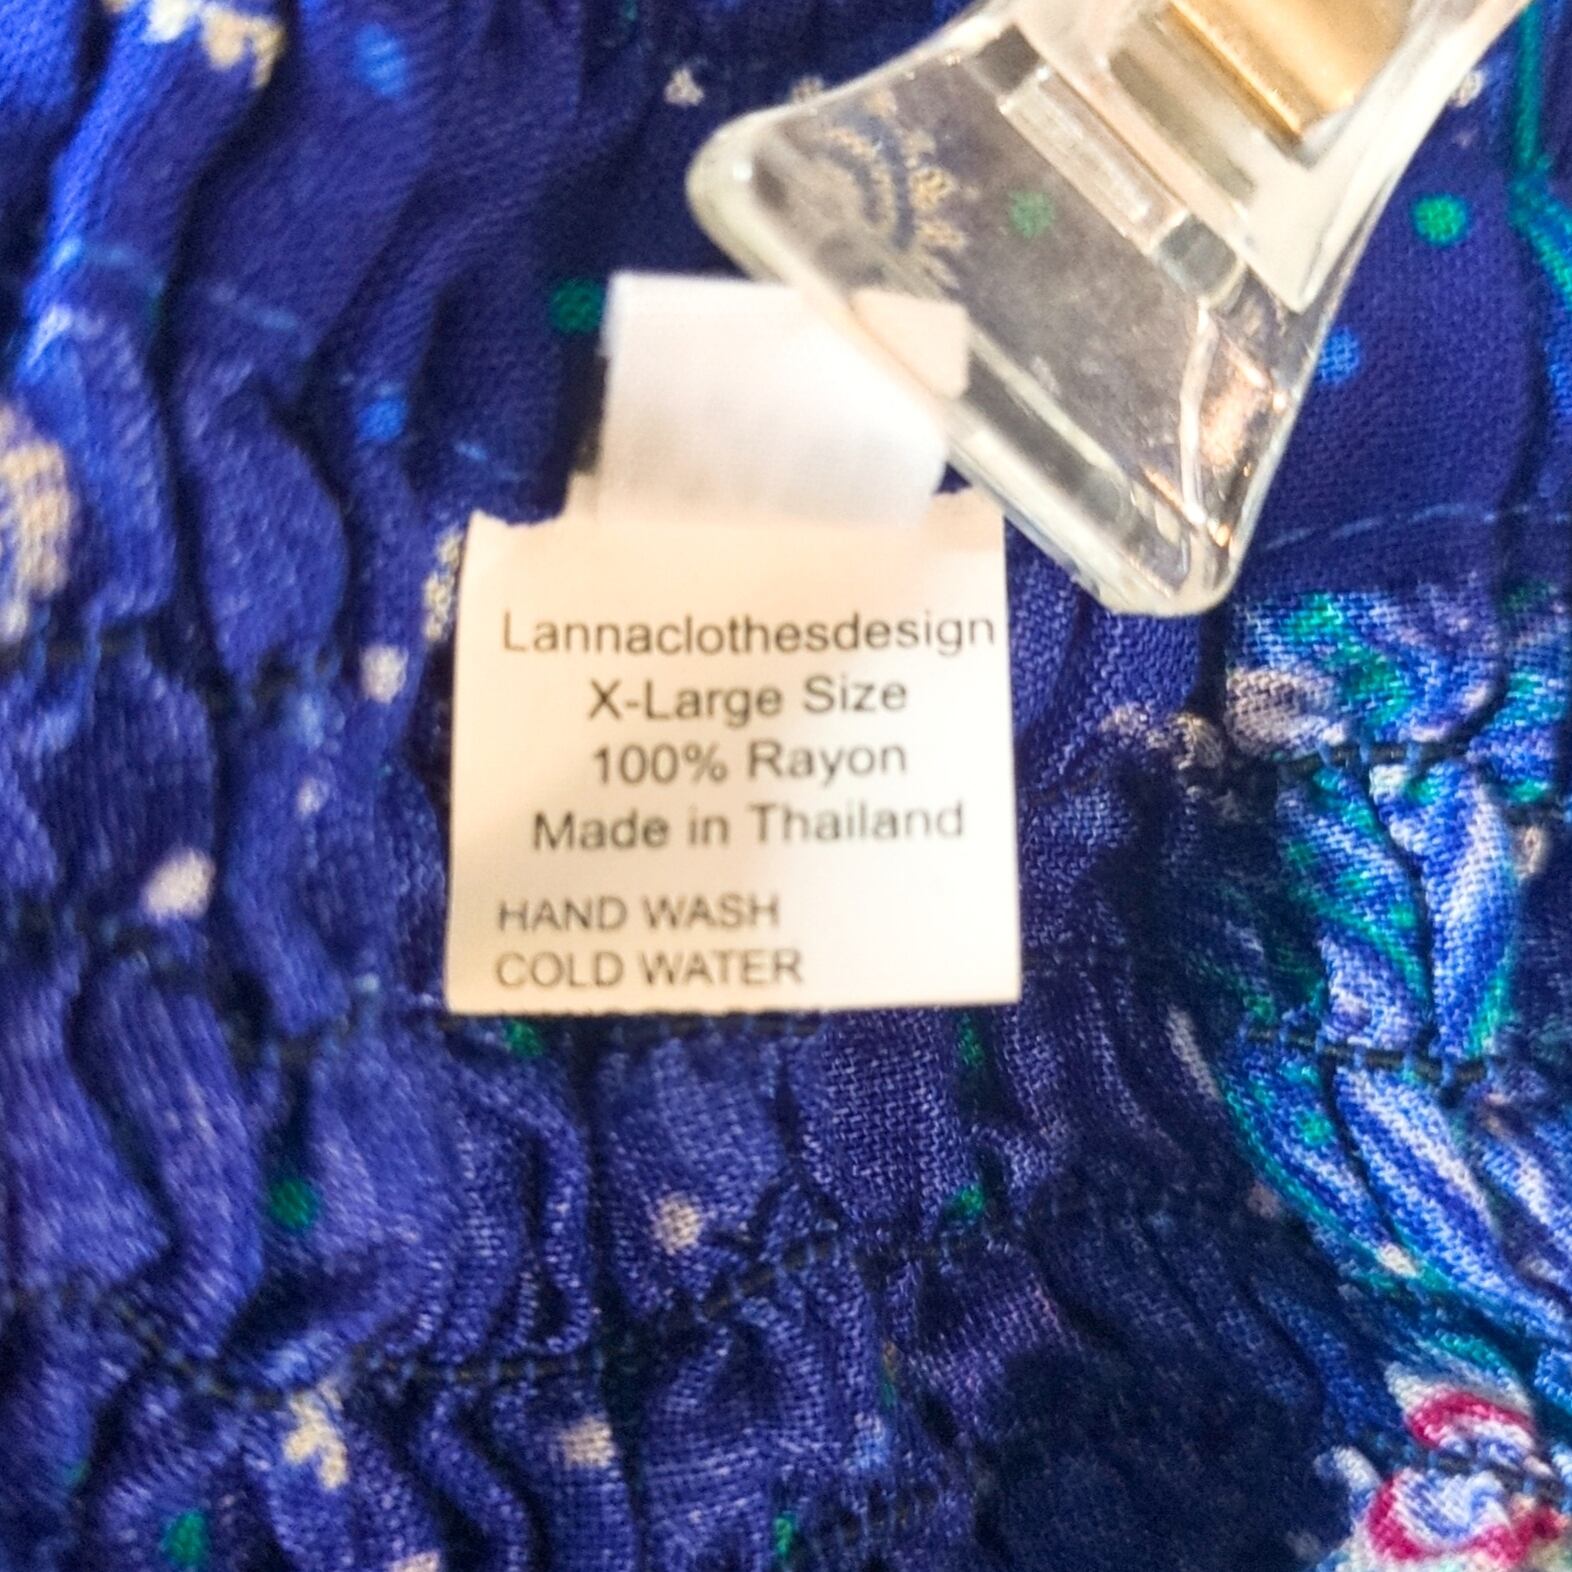 Lannaclothesdesign
X-Large Size
100% Rayon
Made in Thailand
HAND WASH
COLD WATER